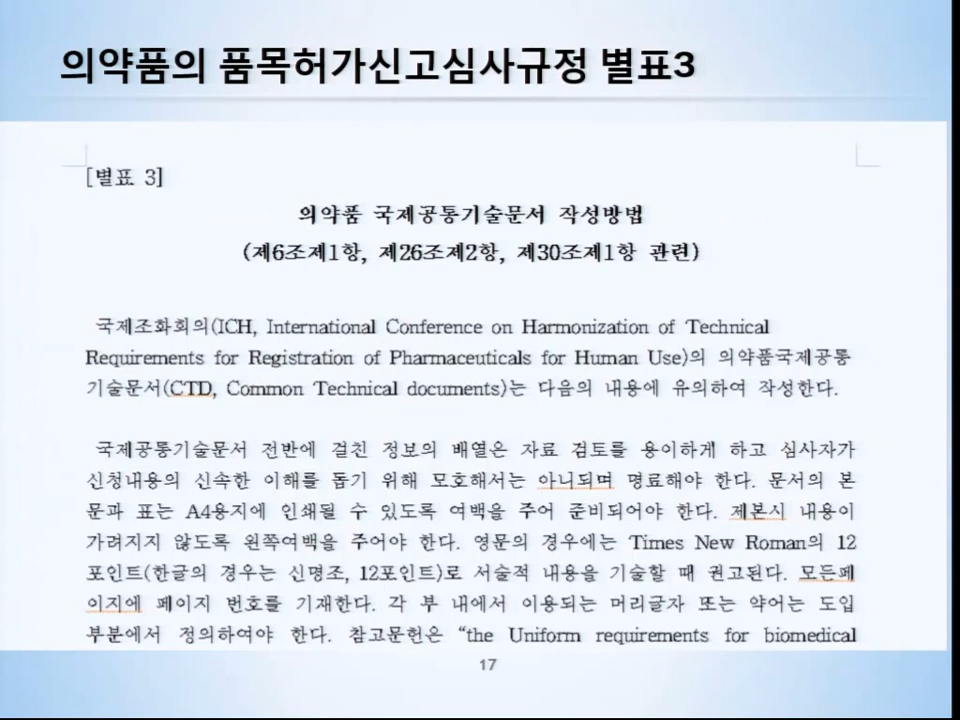 의약품의 품목허가신고심사규정 별표3
[별표 3]
의약품 국제공통기술문서 작성방법
(제6조제1항, 제26조제2항, 제30조제1항 관련)
국제조화회의(ICH, International Conference on Harmonization of Technical
Requirements for Registration of Pharmaceuticals for Human Use)의 의약품국제공통
기술문서(CTD, Common Technical documents)는 다음의 내용에 유의하여 작성한다.
국제공통기술문서 전반에 걸친 정보의 배열은 자료 검토를 용이하게 하고 심사자가
신청내용의 신속한 이해를 돕기 위해 모호해서는 아니되며 명료해야 한다. 문서의 본
문과 표는 A4용지에 인쇄될 수 있도록 여백을 주어 준비되어야 한다. 제본시 내용이
가려지지 않도록 왼쪽여백을 주어야 한다. 영문의 경우에는 Times New Roman의 12
포인트(한글의 경우는 신명조, 12포인트)로 서술적 내용을 기술할 때 권고된다. 모든페
이지에 페이지 번호를 기재한다. 각 부 내에서 이용되는 머리글자 또는 약어는 도입
부분에서 정의하여야 한다. 참고문헌은 “the Uniform requirements for biomedical
17